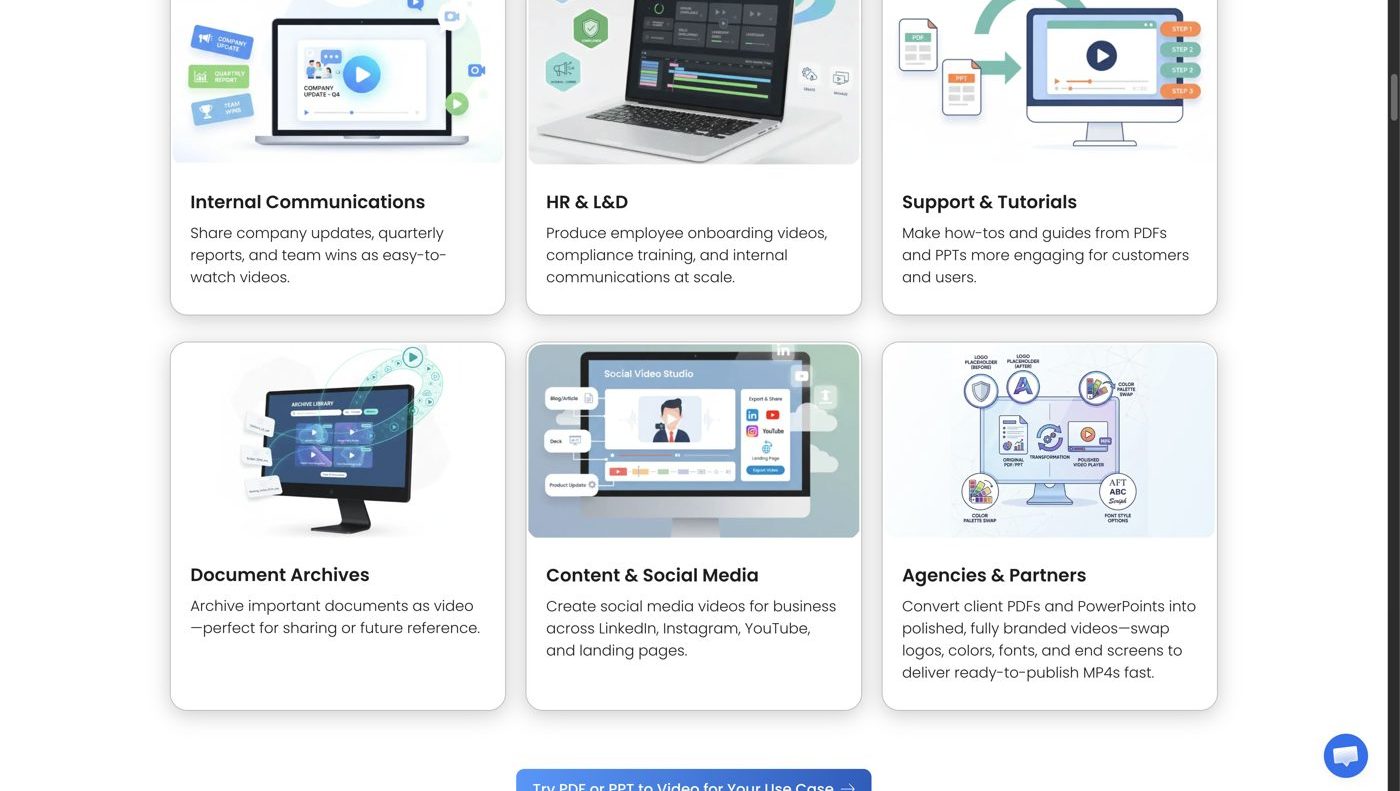 COMPANY
UPDATE
QUARTERLY
REPORT
TEAM
WINS
COMPANY
UPDATE - Q4
COMPLIANCE
PDF
PPT
STEP 1
STEP 2
STEP 2
STEP 3
Internal Communications
Share company updates, quarterly
reports, and team wins as easy-to-
watch videos.
HR & L&D
Produce employee onboarding videos,
compliance training, and internal
communications at scale.
Support & Tutorials
Make how-tos and guides from PDFs
and PPTs more engaging for customers
and users.
ARCHIVE LIBRARY
Social Video Studio
Blog/Article
Deck
Product Update
Export & Share
YouTube
Landing Page
Export Video
in
LOGO
PLACEHOLDER
(BEFORE)
LOGO
PLACEHOLDER
(AFTER)
COLOR
PALETTE
SWAP
ORIGINAL
PDF/PPT
TRANSFORMATION
MP4
POLISHED
VIDEO PLAYER
COLOR
PALETTE SWAP
AFT
ABC
Script
FONT STYLE
OPTIONS
Document Archives
Archive important documents as video
—perfect for sharing or future reference.
Content & Social Media
Create social media videos for business
across LinkedIn, Instagram, YouTube,
and landing pages.
Agencies & Partners
Convert client PDFs and PowerPoints into
polished, fully branded videos—swap
logos, colors, fonts, and end screens to
deliver ready-to-publish MP4s fast.
Try PDF or PPT to Video for Your Use Case →